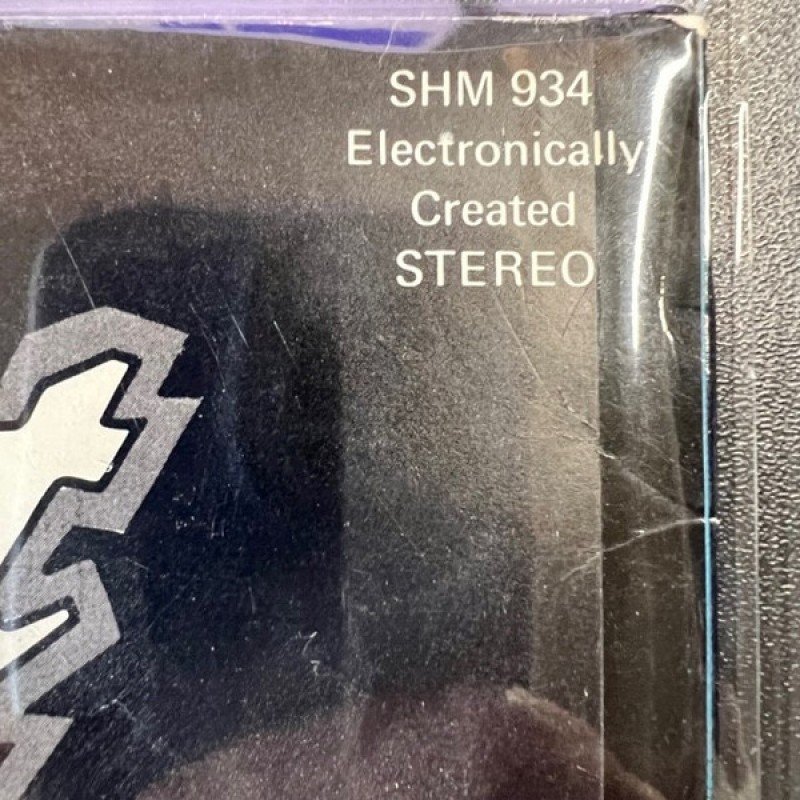 SHM 934
Electronically
Created
STEREO